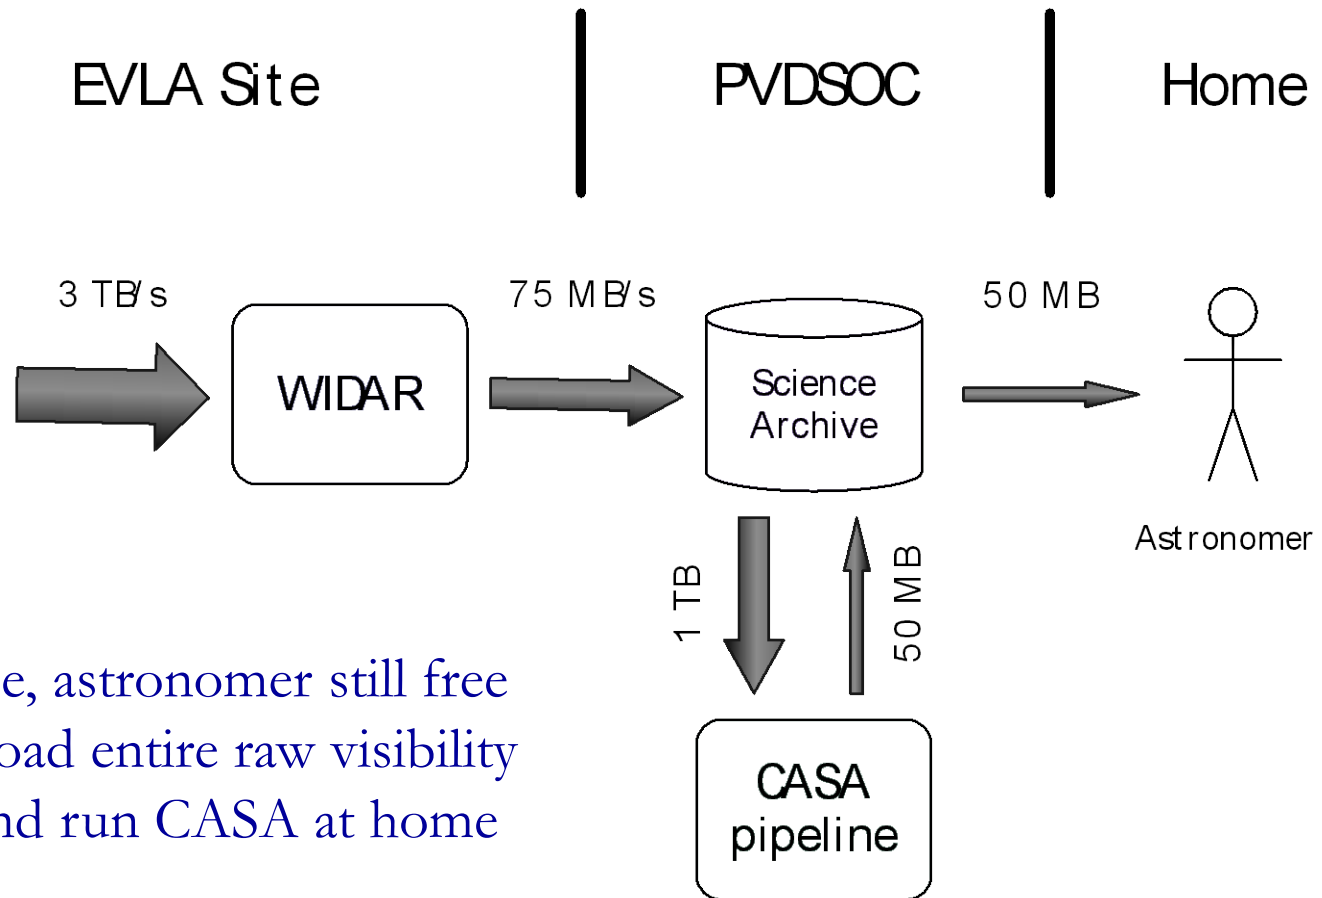 EVLA Site
PVDSOC
Home
3 TB/s
75 MB/s
50 MB
WIDAR
Science
Archive
Astronomer
1 TB
50 MB
e, astronomer still free
oad entire raw visibility
nd run CASA at home
CASA
pipeline